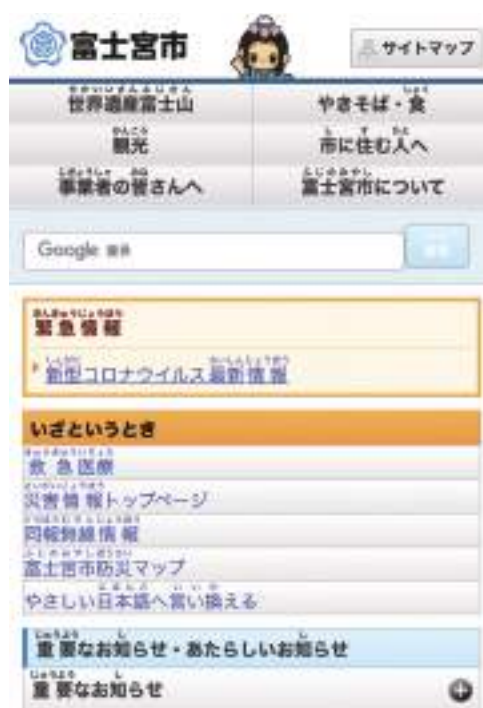 富士宮市
サイトマップ
世界遺産富士山
やきそば・食
観光
市に住む人へ
事業者の皆さんへ
富士宮市について
Google
緊急情報
新型コロナウイルス最新情報
いざというとき
救急医療
災害情報トップページ
同報無線情報
富士宮市防災マップ
やさしい日本語へ言い換える
重要なお知らせ・あたらしいお知らせ
重要なお知らせ